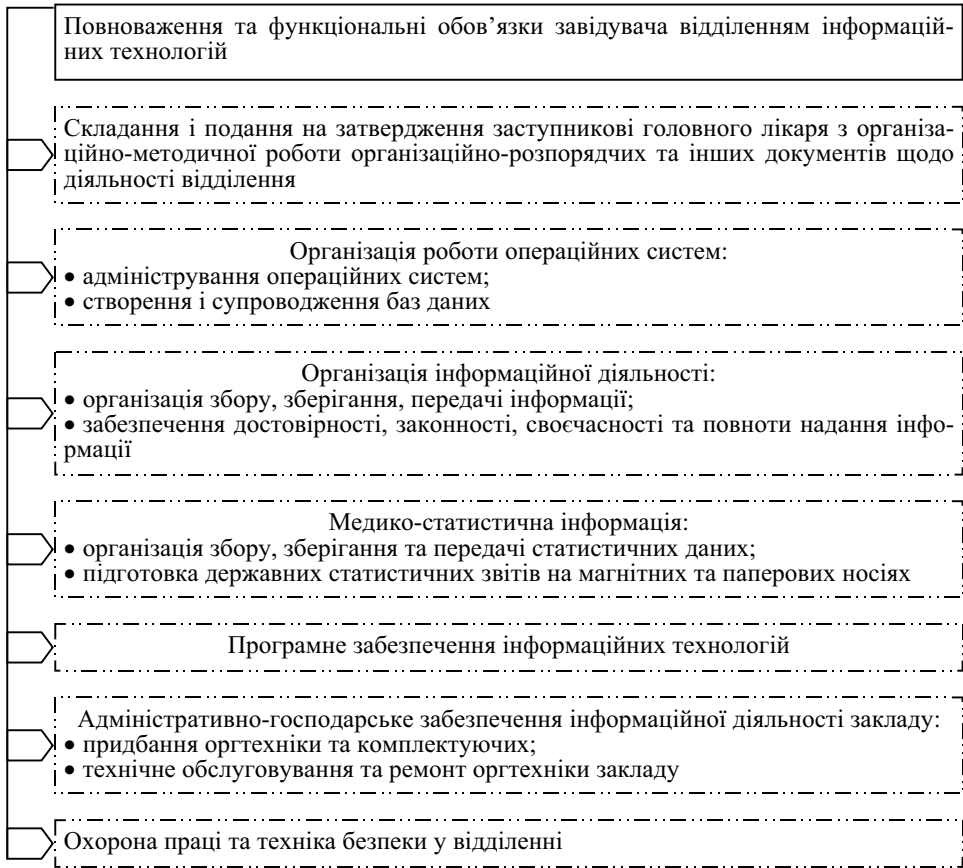 Повноваження та функціональні обов’язки завідувача відділенням інформацій-
них технологій
Складання і подання на затвердження заступникові головного лікаря з організа-
ційно-методичної роботи організаційно-розпорядчих та інших документів щодо
діяльності відділення
Організація роботи операційних систем:
• адміністрування операційних систем;
• створення і супроводження баз даних
Організація інформаційної діяльності:
• організація збору, зберігання, передачі інформації;
• забезпечення достовірності, законності, своєчасності та повноти надання інфо-
рмації
Медико-статистична інформація:
• організація збору, зберігання та передачі статистичних даних;
• підготовка державних статистичних звітів на магнітних та паперових носіях
Програмне забезпечення інформаційних технологій
Адміністративно-господарське забезпечення інформаційної діяльності закладу:
• придбання оргтехніки та комплектуючих;
• технічне обслуговування та ремонт оргтехніки закладу
Охорона праці та техніка безпеки у відділенні